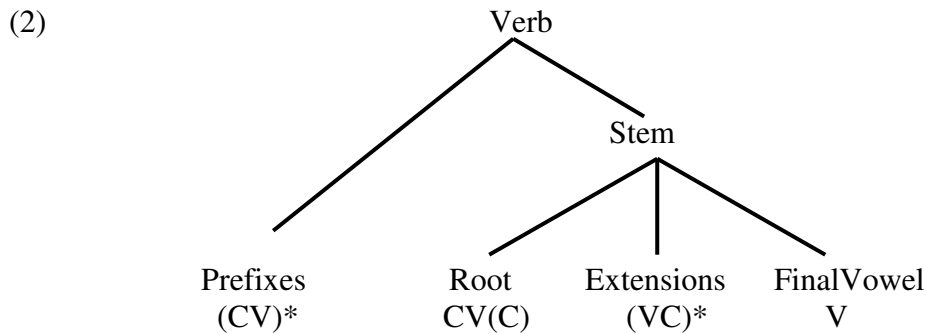 (2) Verb
Stem
Prefixes Root Extensions FinalVowel
(CV)* CV(C) (VC)* V